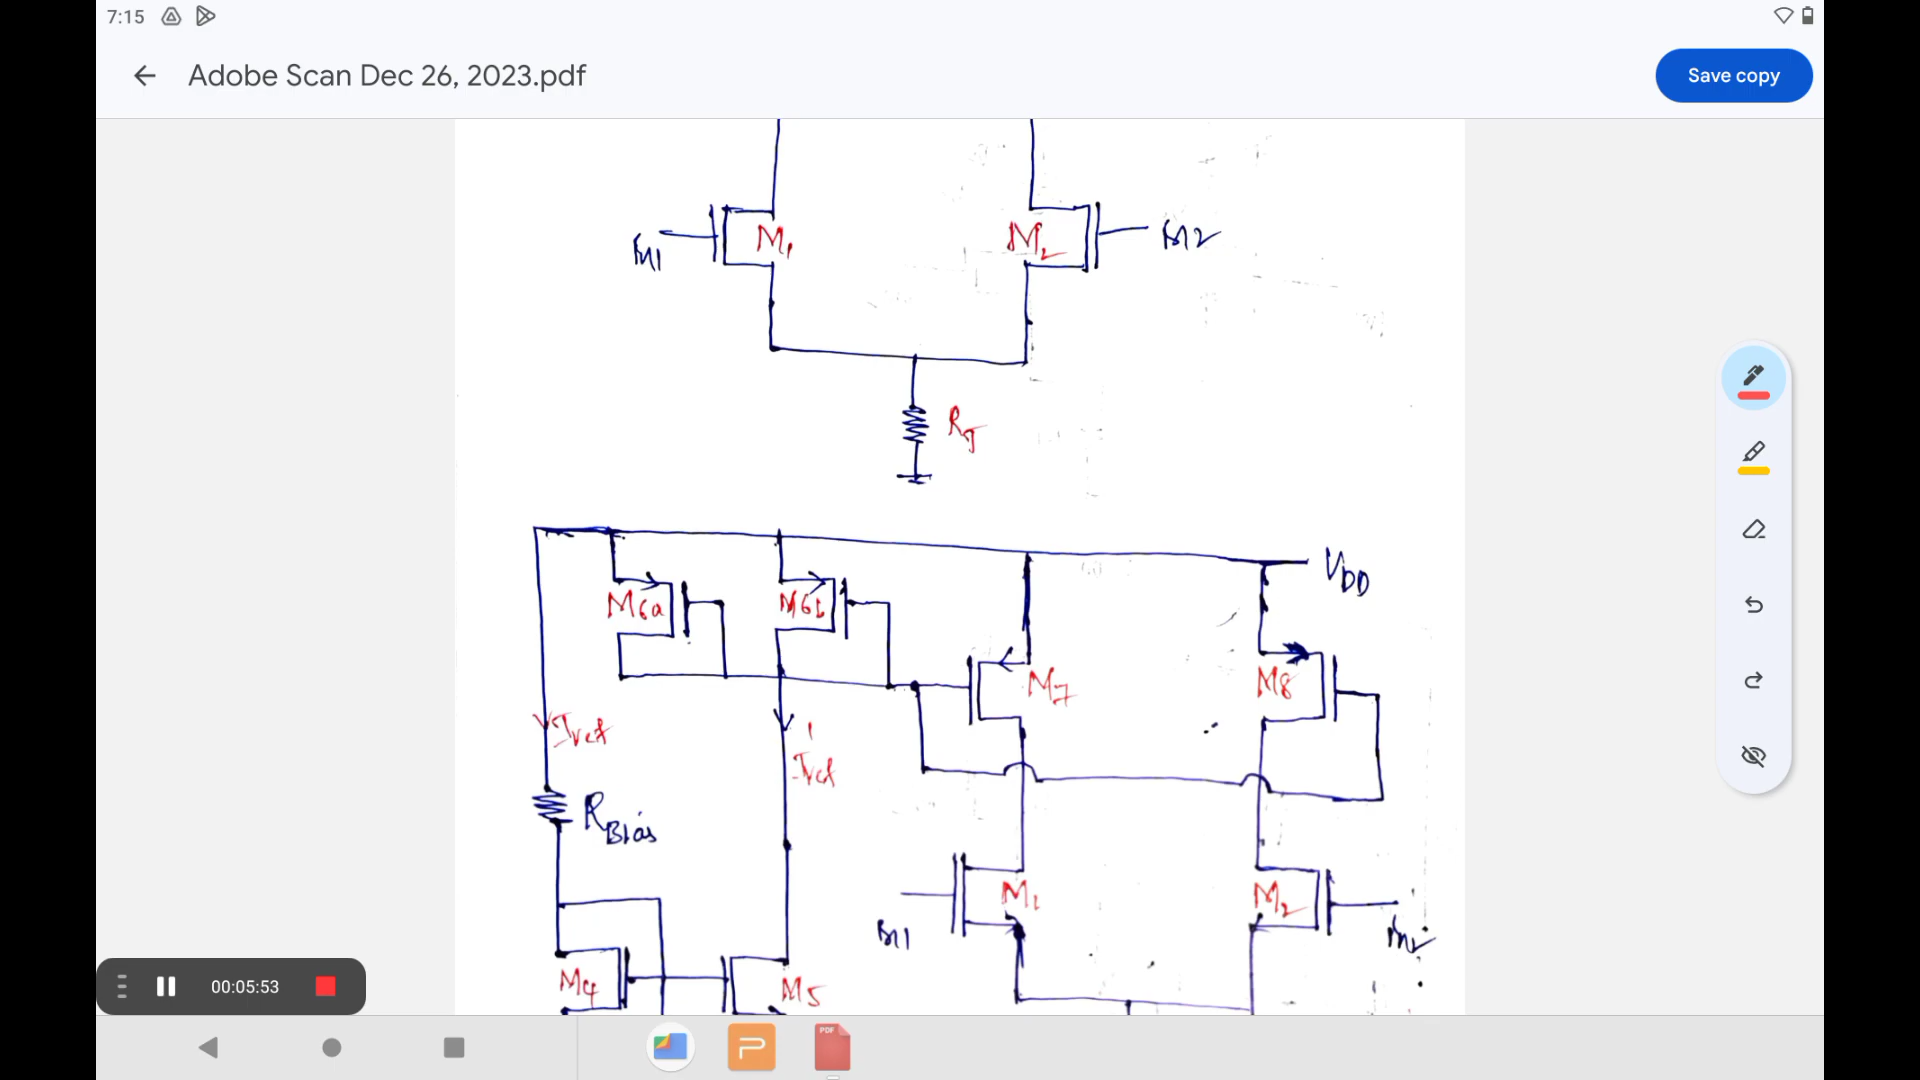 7:15
Adobe Scan Dec 26, 2023.pdf
Save copy
M1
M2
RT
VDD
M6a
M6b
M7
M8
Iref
Iref
RBias
M1
M2
M4
M5
00:05:53
PDF